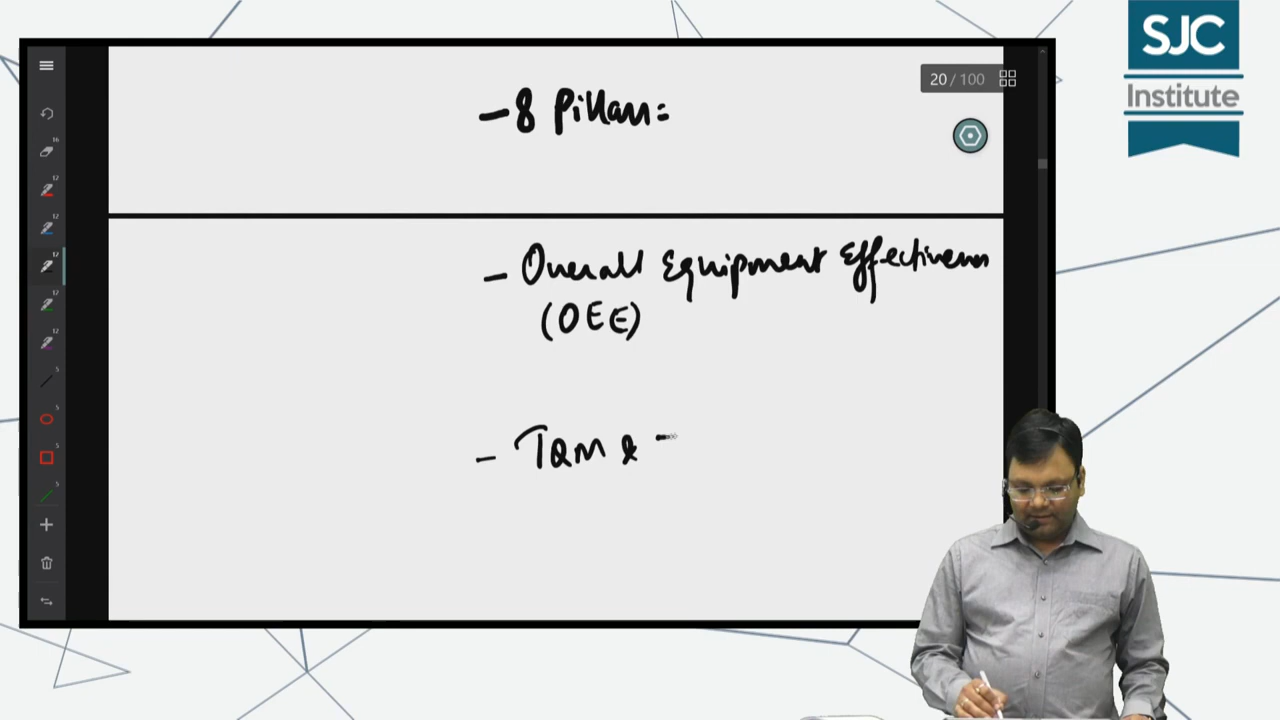 SJC
Institute
20 / 100
- 8 Pillars:
- Overall Equipment Effectiveness
(OEE)
- TQM &